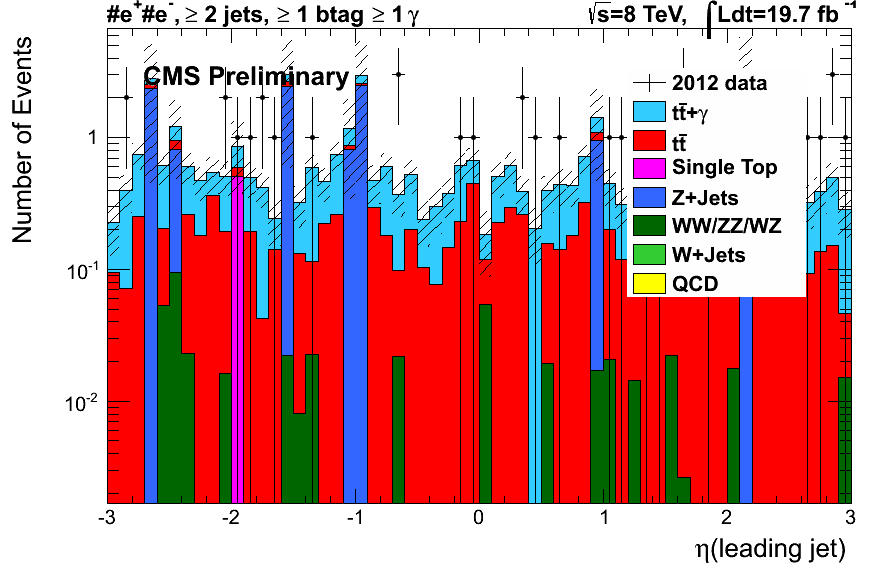 #e⁺#e⁻, ≥ 2 jets, ≥ 1 btag ≥ 1 γ
√s=8 TeV, ∫Ldt=19.7 fb⁻¹
CMS Preliminary
2012 data
tt̄+γ
tt̄
Single Top
Z+Jets
WW/ZZ/WZ
W+Jets
QCD
Number of Events
1
10⁻¹
10⁻²
-3 -2 -1 0 1 2 3
η(leading jet)